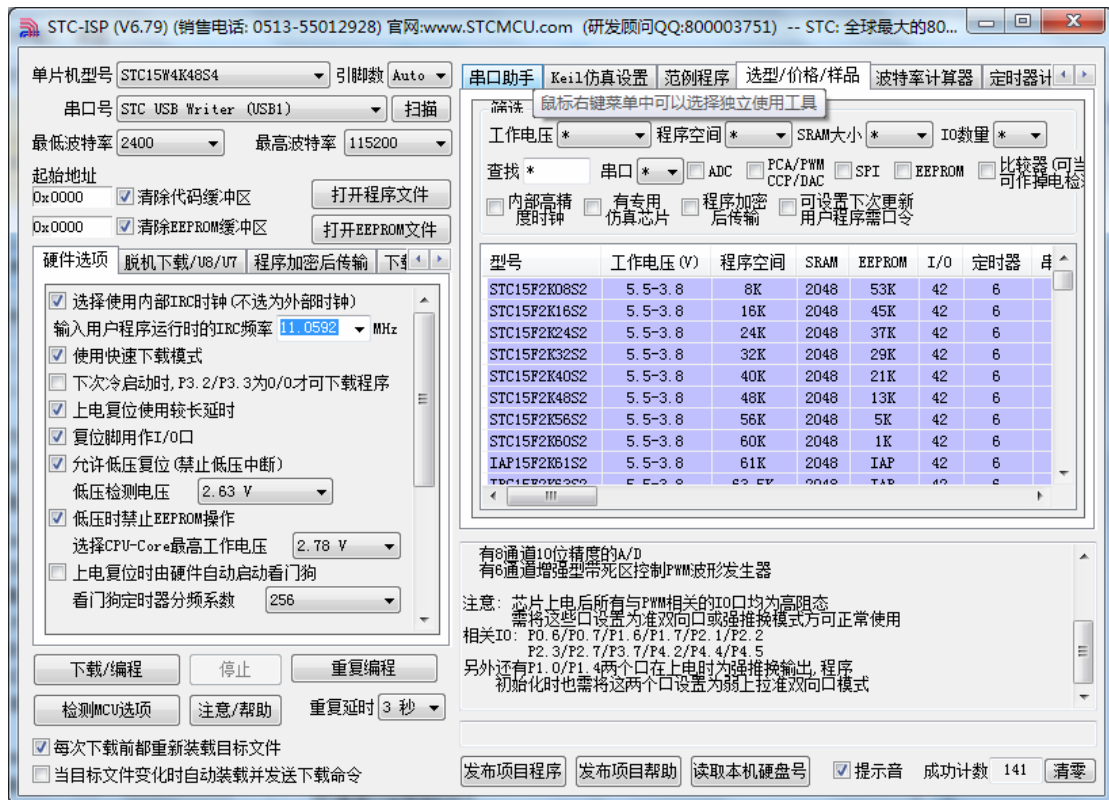 STC-ISP (V6.79) (销售电话: 0513-55012928) 官网:www.STCMCU.com (研发顾问QQ:800003751) -- STC: 全球最大的80...
单片机型号 STC15W4K48S4 引脚数 Auto
串口号 STC USB Writer (USB1) 扫描
最低波特率 2400 最高波特率 115200
起始地址
0x0000 清除代码缓冲区 打开程序文件
0x0000 清除EEPROM缓冲区 打开EEPROM文件
硬件选项 脱机下载/U8/U7 程序加密后传输
选择使用内部IRC时钟(不选为外部时钟)
输入用户程序运行时的IRC频率 11.0592 MHz
使用快速下载模式
下次冷启动时,P3.2/P3.3为0/0才可下载程序
上电复位使用较长延时
复位脚用作I/O口
允许低压复位(禁止低压中断)
低压检测电压 2.63 V
低压时禁止EEPROM操作
选择CPU-Core最高工作电压 2.78 V
上电复位时由硬件自动启动看门狗
看门狗定时器分频系数 256
下载/编程 停止 重复编程
检测MCU选项 注意/帮助 重复延时 3 秒
每次下载前都重新装载目标文件
当目标文件变化时自动装载并发送下载命令
串口助手 Keil仿真设置 范例程序 选型/价格/样品 波特率计算器 定时器计
鼠标右键菜单中可以选择独立使用工具
筛选
工作电压 * 程序空间 * SRAM大小 * IO数量 *
查找 * 串口 * ADC PCA/PWM CCP/DAC SPI EEPROM 比较器(可当可作掉电检
内部高精度时钟 有专用仿真芯片 程序加密后传输 可设置下次更新用户程序需口令
型号 工作电压(V) 程序空间 SRAM EEPROM I/O 定时器
STC15F2K08S2 5.5-3.8 8K 2048 53K 42 6
STC15F2K16S2 5.5-3.8 16K 2048 45K 42 6
STC15F2K24S2 5.5-3.8 24K 2048 37K 42 6
STC15F2K32S2 5.5-3.8 32K 2048 29K 42 6
STC15F2K40S2 5.5-3.8 40K 2048 21K 42 6
STC15F2K48S2 5.5-3.8 48K 2048 13K 42 6
STC15F2K56S2 5.5-3.8 56K 2048 5K 42 6
STC15F2K60S2 5.5-3.8 60K 2048 1K 42 6
IAP15F2K61S2 5.5-3.8 61K 2048 IAP 42 6
有8通道10位精度的A/D
有6通道增强型带死区控制PWM波形发生器
注意: 芯片上电后所有与PWM相关的IO口均为高阻态
需将这些口设置为准双向口或强推挽模式方可正常使用
相关IO: P0.6/P0.7/P1.6/P1.7/P2.1/P2.2
P2.3/P2.7/P3.7/P4.2/P4.4/P4.5
另外还有P1.0/P1.4两个口在上电时为强推挽输出,程序
初始化时也需将这两个口设置为弱上拉准双向口模式
发布项目程序 发布项目帮助 读取本机硬盘号 提示音 成功计数 141 清零